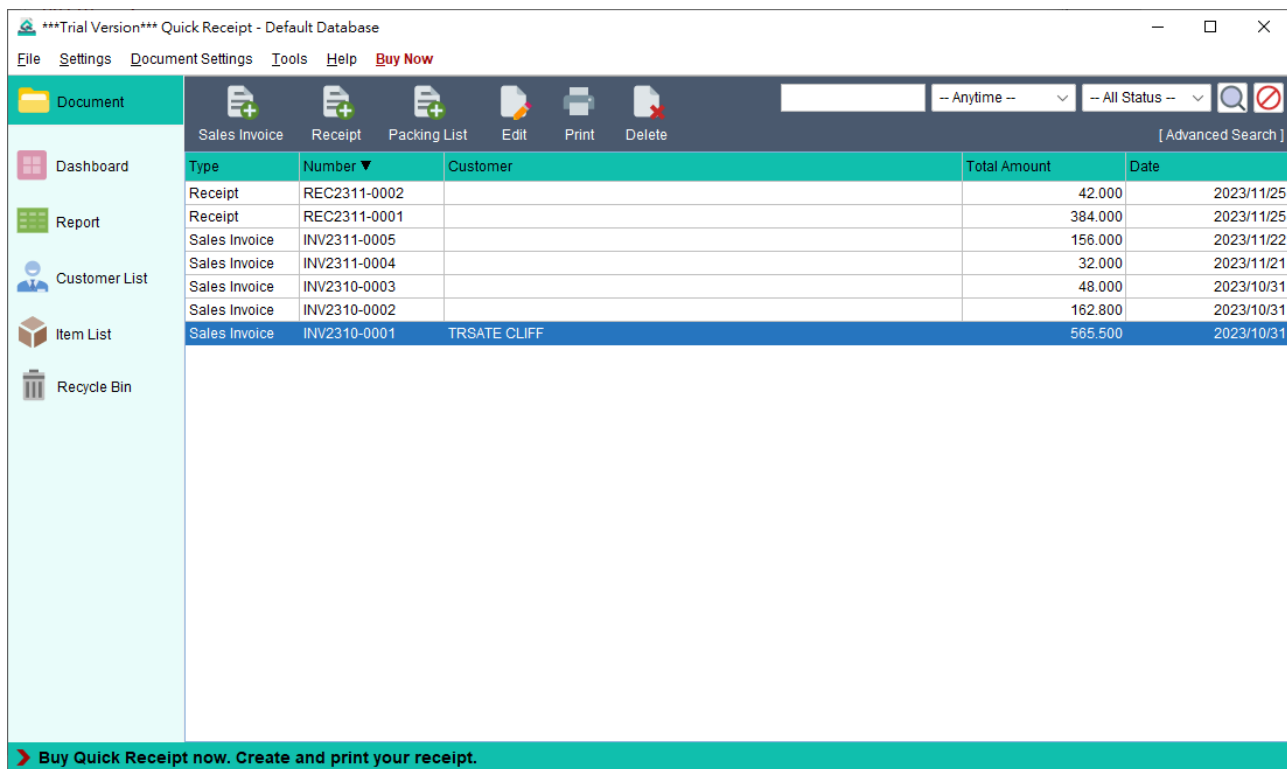 ***Trial Version*** Quick Receipt - Default Database
File Settings Document Settings Tools Help Buy Now
Document
Dashboard
Report
Customer List
Item List
Recycle Bin
Sales Invoice Receipt Packing List Edit Print Delete
-- Anytime -- -- All Status --
[ Advanced Search ]
Type Number ▼ Customer Total Amount Date
Receipt REC2311-0002 42.000 2023/11/25
Receipt REC2311-0001 384.000 2023/11/25
Sales Invoice INV2311-0005 156.000 2023/11/22
Sales Invoice INV2311-0004 32.000 2023/11/21
Sales Invoice INV2310-0003 48.000 2023/10/31
Sales Invoice INV2310-0002 162.800 2023/10/31
Sales Invoice INV2310-0001 TRSATE CLIFF 565.500 2023/10/31
Buy Quick Receipt now. Create and print your receipt.